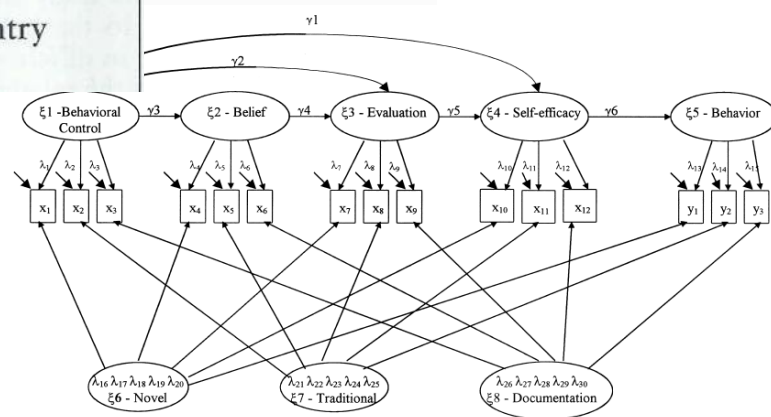 ntry
γ1
γ2
ξ1 -Behavioral
Control
γ3
ξ2 - Belief
γ4
ξ3 - Evaluation
γ5
ξ4 - Self-efficacy
γ6
ξ5 - Behavior
λ1 λ2 λ3 λ4 λ5 λ6 λ7 λ8 λ9 λ10 λ11 λ12 λ13 λ14 λ15
x1 x2 x3 x4 x5 x6 x7 x8 x9 x10 x11 x12 y1 y2 y3
λ16 λ17 λ18 λ19 λ20
ξ6 - Novel
λ21 λ22 λ23 λ24 λ25
ξ7 - Traditional
λ26 λ27 λ28 λ29 λ30
ξ8 - Documentation